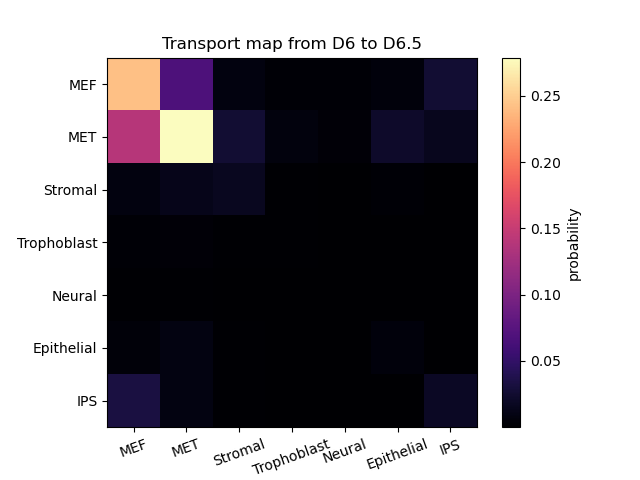 Transport map from D6 to D6.5
MEF
MET
Stromal
Trophoblast
Neural
Epithelial
IPS
MEF
MET
Stromal
Trophoblast
Neural
Epithelial
IPS
0.25
0.20
0.15
0.10
0.05
probability